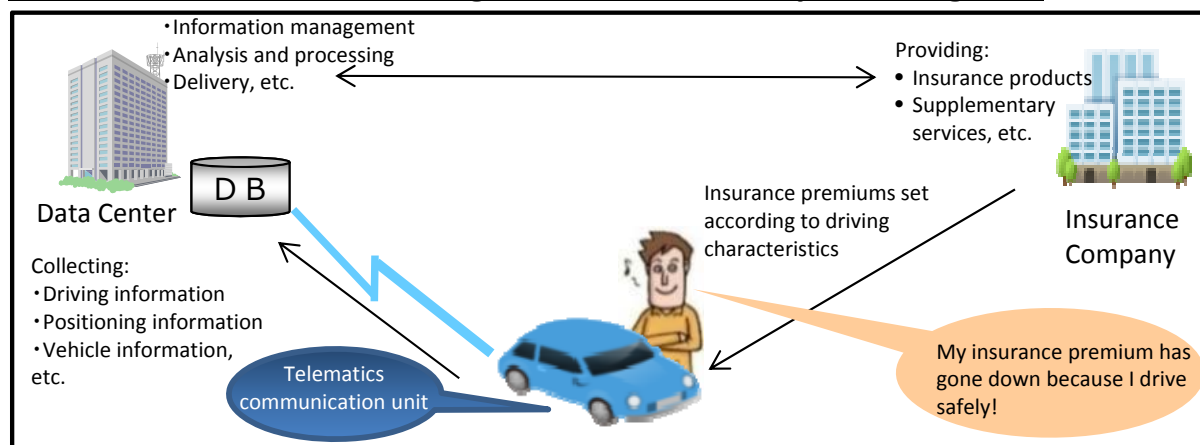 ・Information management
・Analysis and processing
・Delivery, etc.
Providing:
• Insurance products
• Supplementary
services, etc.
D B
Data Center
Insurance premiums set
according to driving
characteristics
Insurance
Company
Collecting:
・Driving information
・Positioning information
・Vehicle information,
etc.
Telematics
communication unit
My insurance premium has
gone down because I drive
safely!